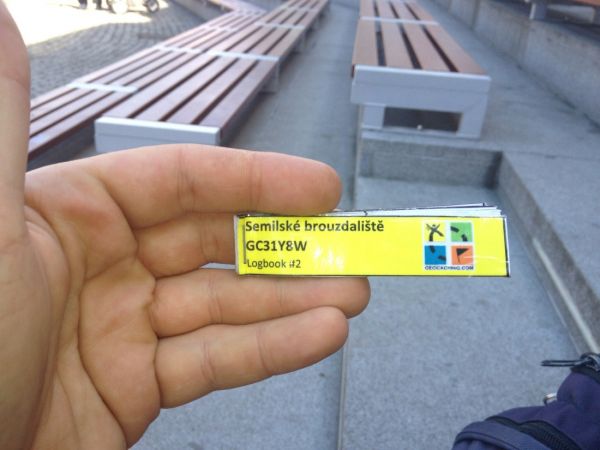 Semilské brouzdaliště
GC31Y8W
Logbook #2
GEOCACHING.COM